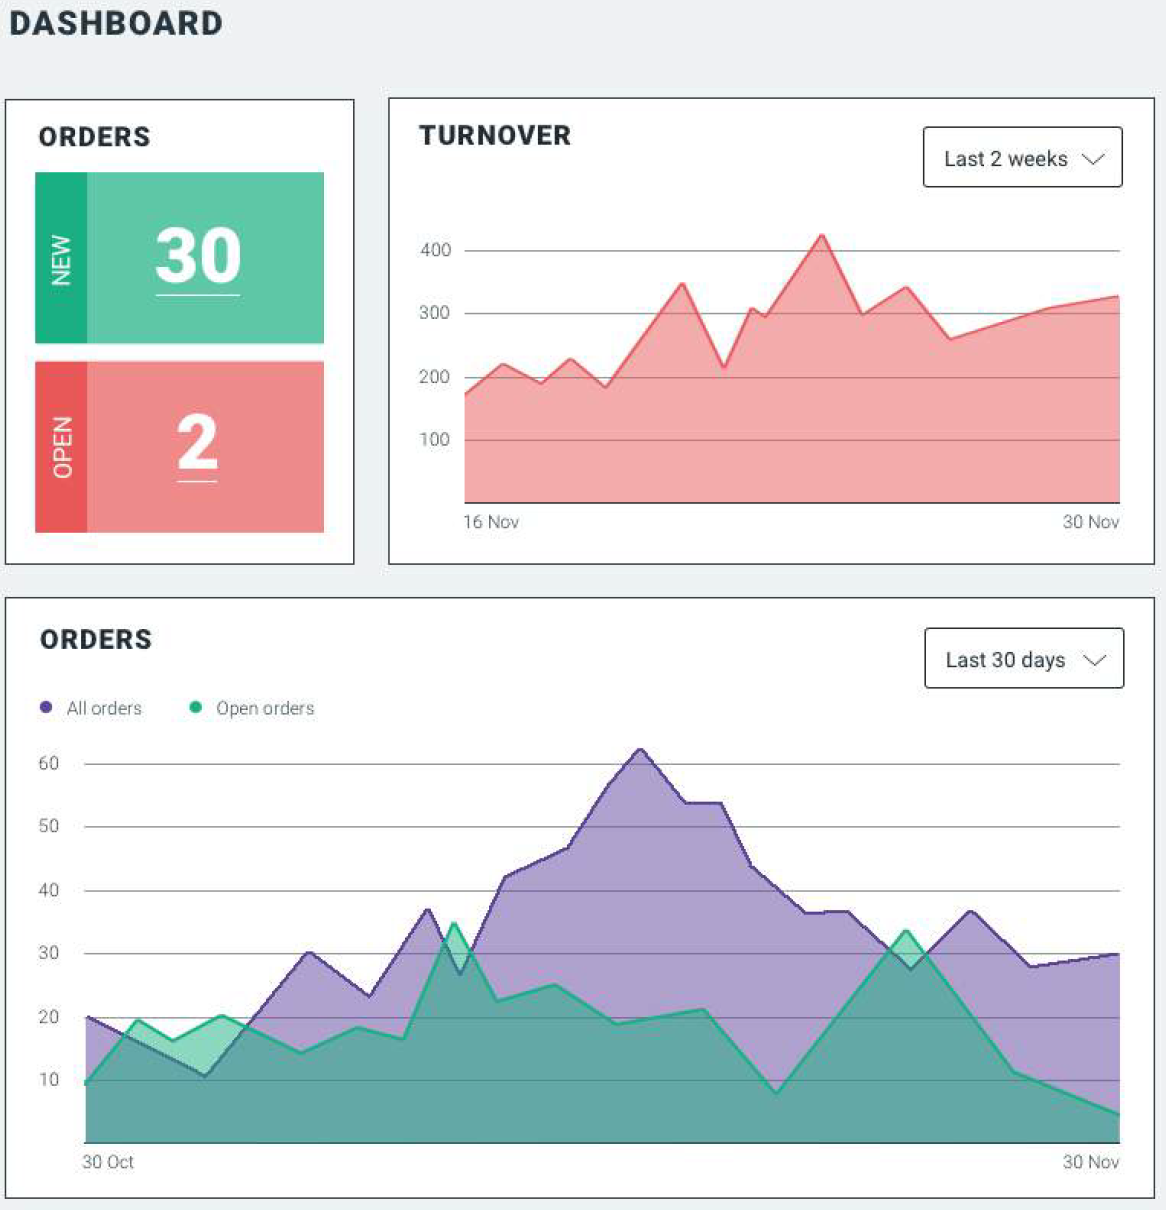 DASHBOARD
ORDERS
NEW
30
OPEN
2
TURNOVER
Last 2 weeks
400
300
200
100
16 Nov
30 Nov
ORDERS
Last 30 days
All orders
Open orders
60
50
40
30
20
10
30 Oct
30 Nov